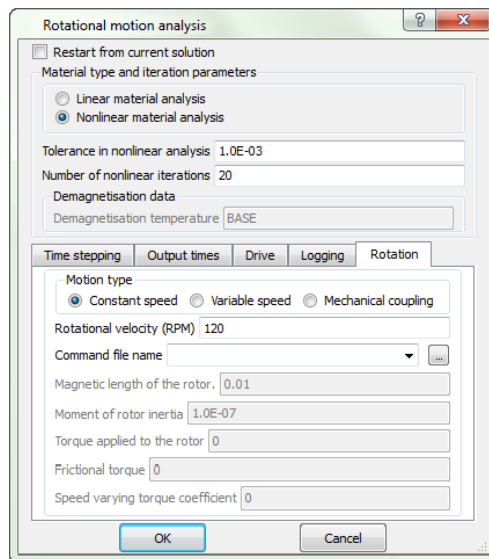 Rotational motion analysis
Restart from current solution
Material type and iteration parameters
Linear material analysis
Nonlinear material analysis
Tolerance in nonlinear analysis 1.0E-03
Number of nonlinear iterations 20
Demagnetisation data
Demagnetisation temperature BASE
Time stepping Output times Drive Logging Rotation
Motion type
Constant speed Variable speed Mechanical coupling
Rotational velocity (RPM) 120
Command file name ...
Magnetic length of the rotor. 0.01
Moment of rotor inertia 1.0E-07
Torque applied to the rotor 0
Frictional torque 0
Speed varying torque coefficient 0
OK Cancel